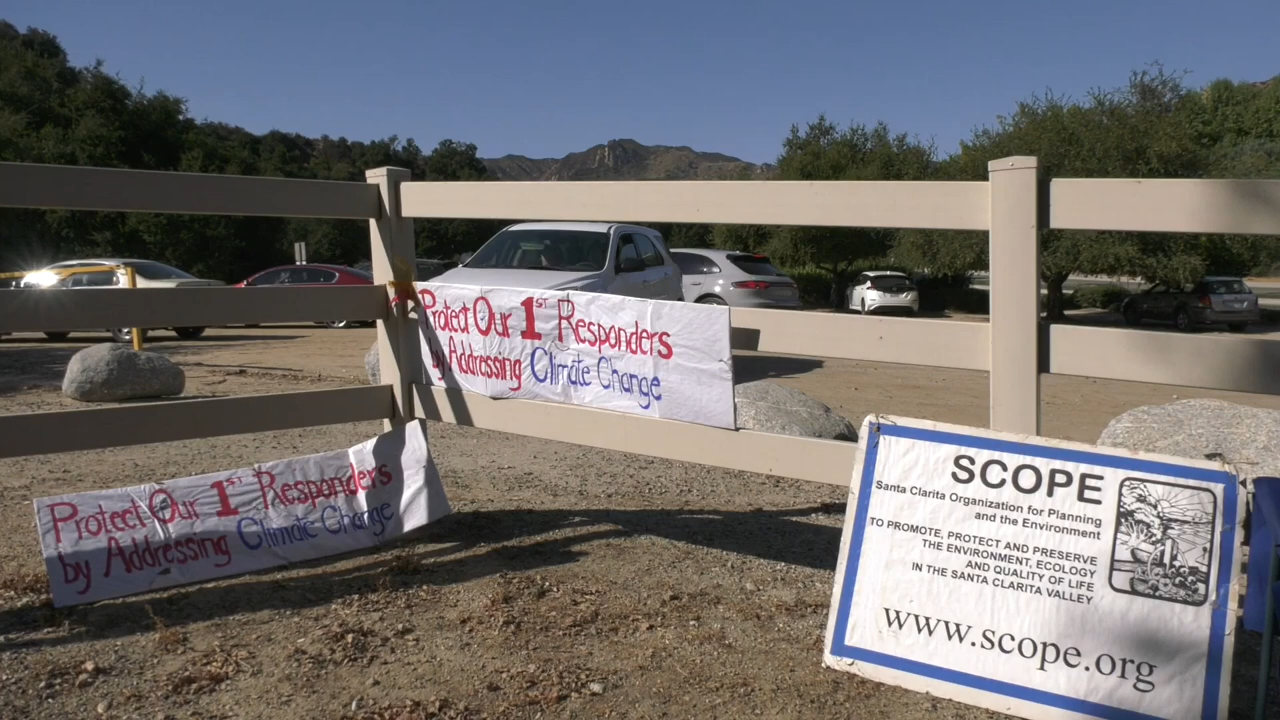 Protect Our 1ST Responders
by Addressing Climate Change
Protect Our 1ST Responders
by Addressing Climate Change
SCOPE
Santa Clarita Organization for Planning
and the Environment
TO PROMOTE, PROTECT AND PRESERVE
THE ENVIRONMENT, ECOLOGY
AND QUALITY OF LIFE
IN THE SANTA CLARITA VALLEY
www.scope.org